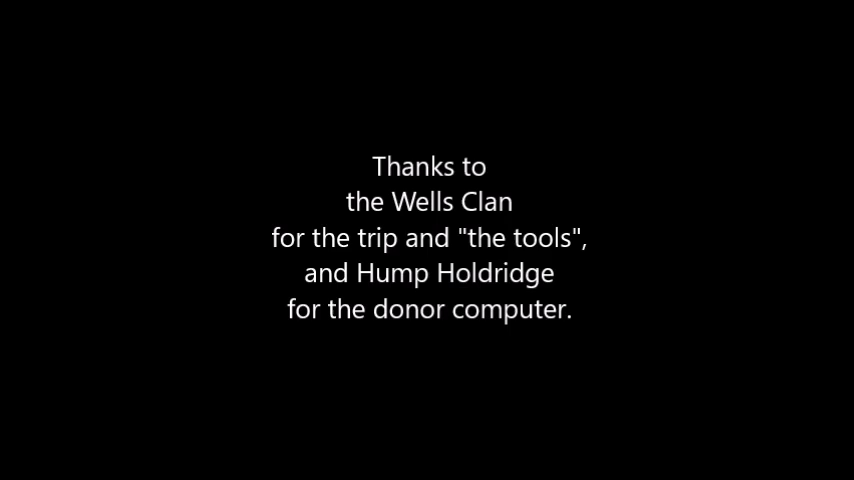 Thanks to
the Wells Clan
for the trip and "the tools",
and Hump Holdridge
for the donor computer.